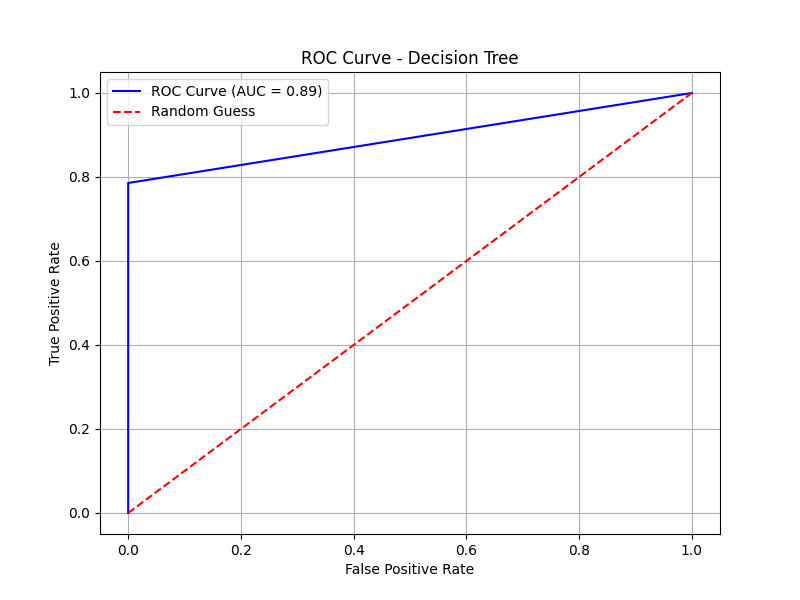 ROC Curve - Decision Tree
ROC Curve (AUC = 0.89)
Random Guess
True Positive Rate
1.0
0.8
0.6
0.4
0.2
0.0
0.0 0.2 0.4 0.6 0.8 1.0
False Positive Rate